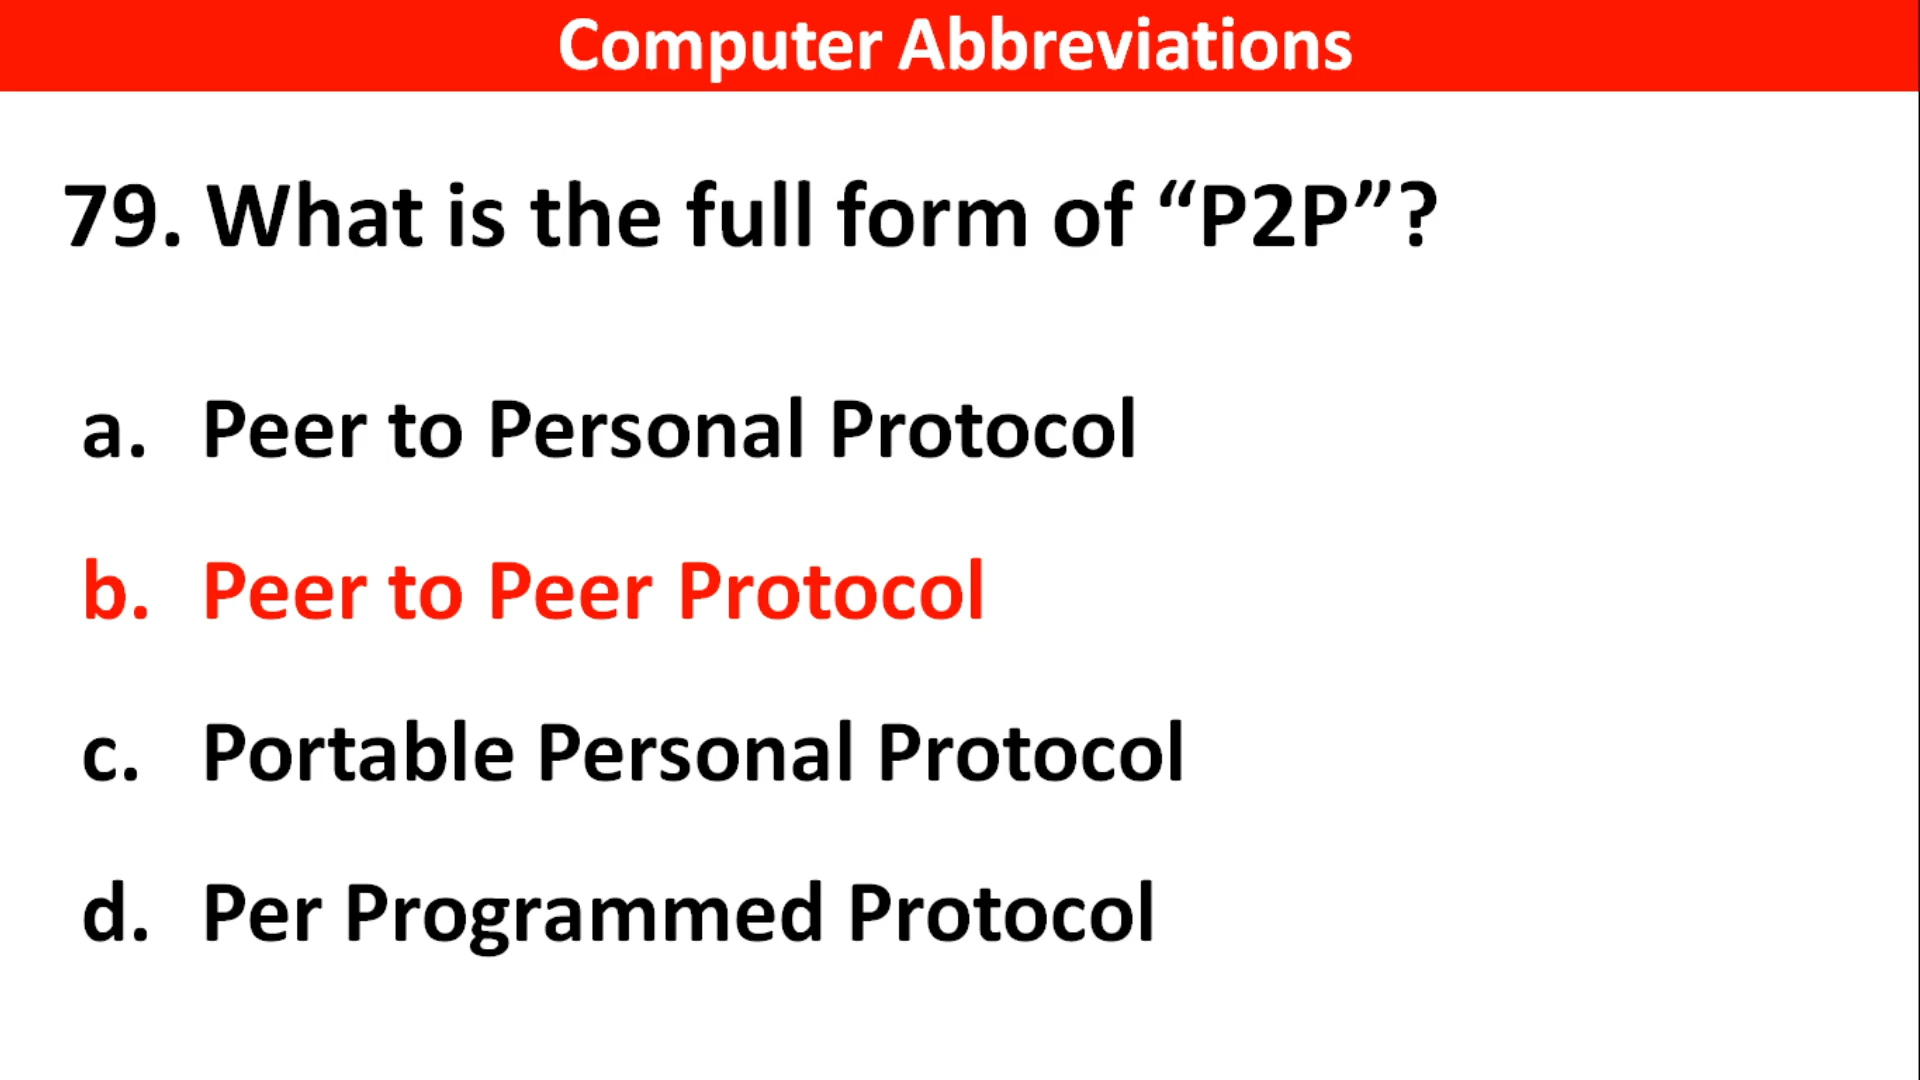 Computer Abbreviations
79. What is the full form of “P2P”?
a. Peer to Personal Protocol
b. Peer to Peer Protocol
c. Portable Personal Protocol
d. Per Programmed Protocol